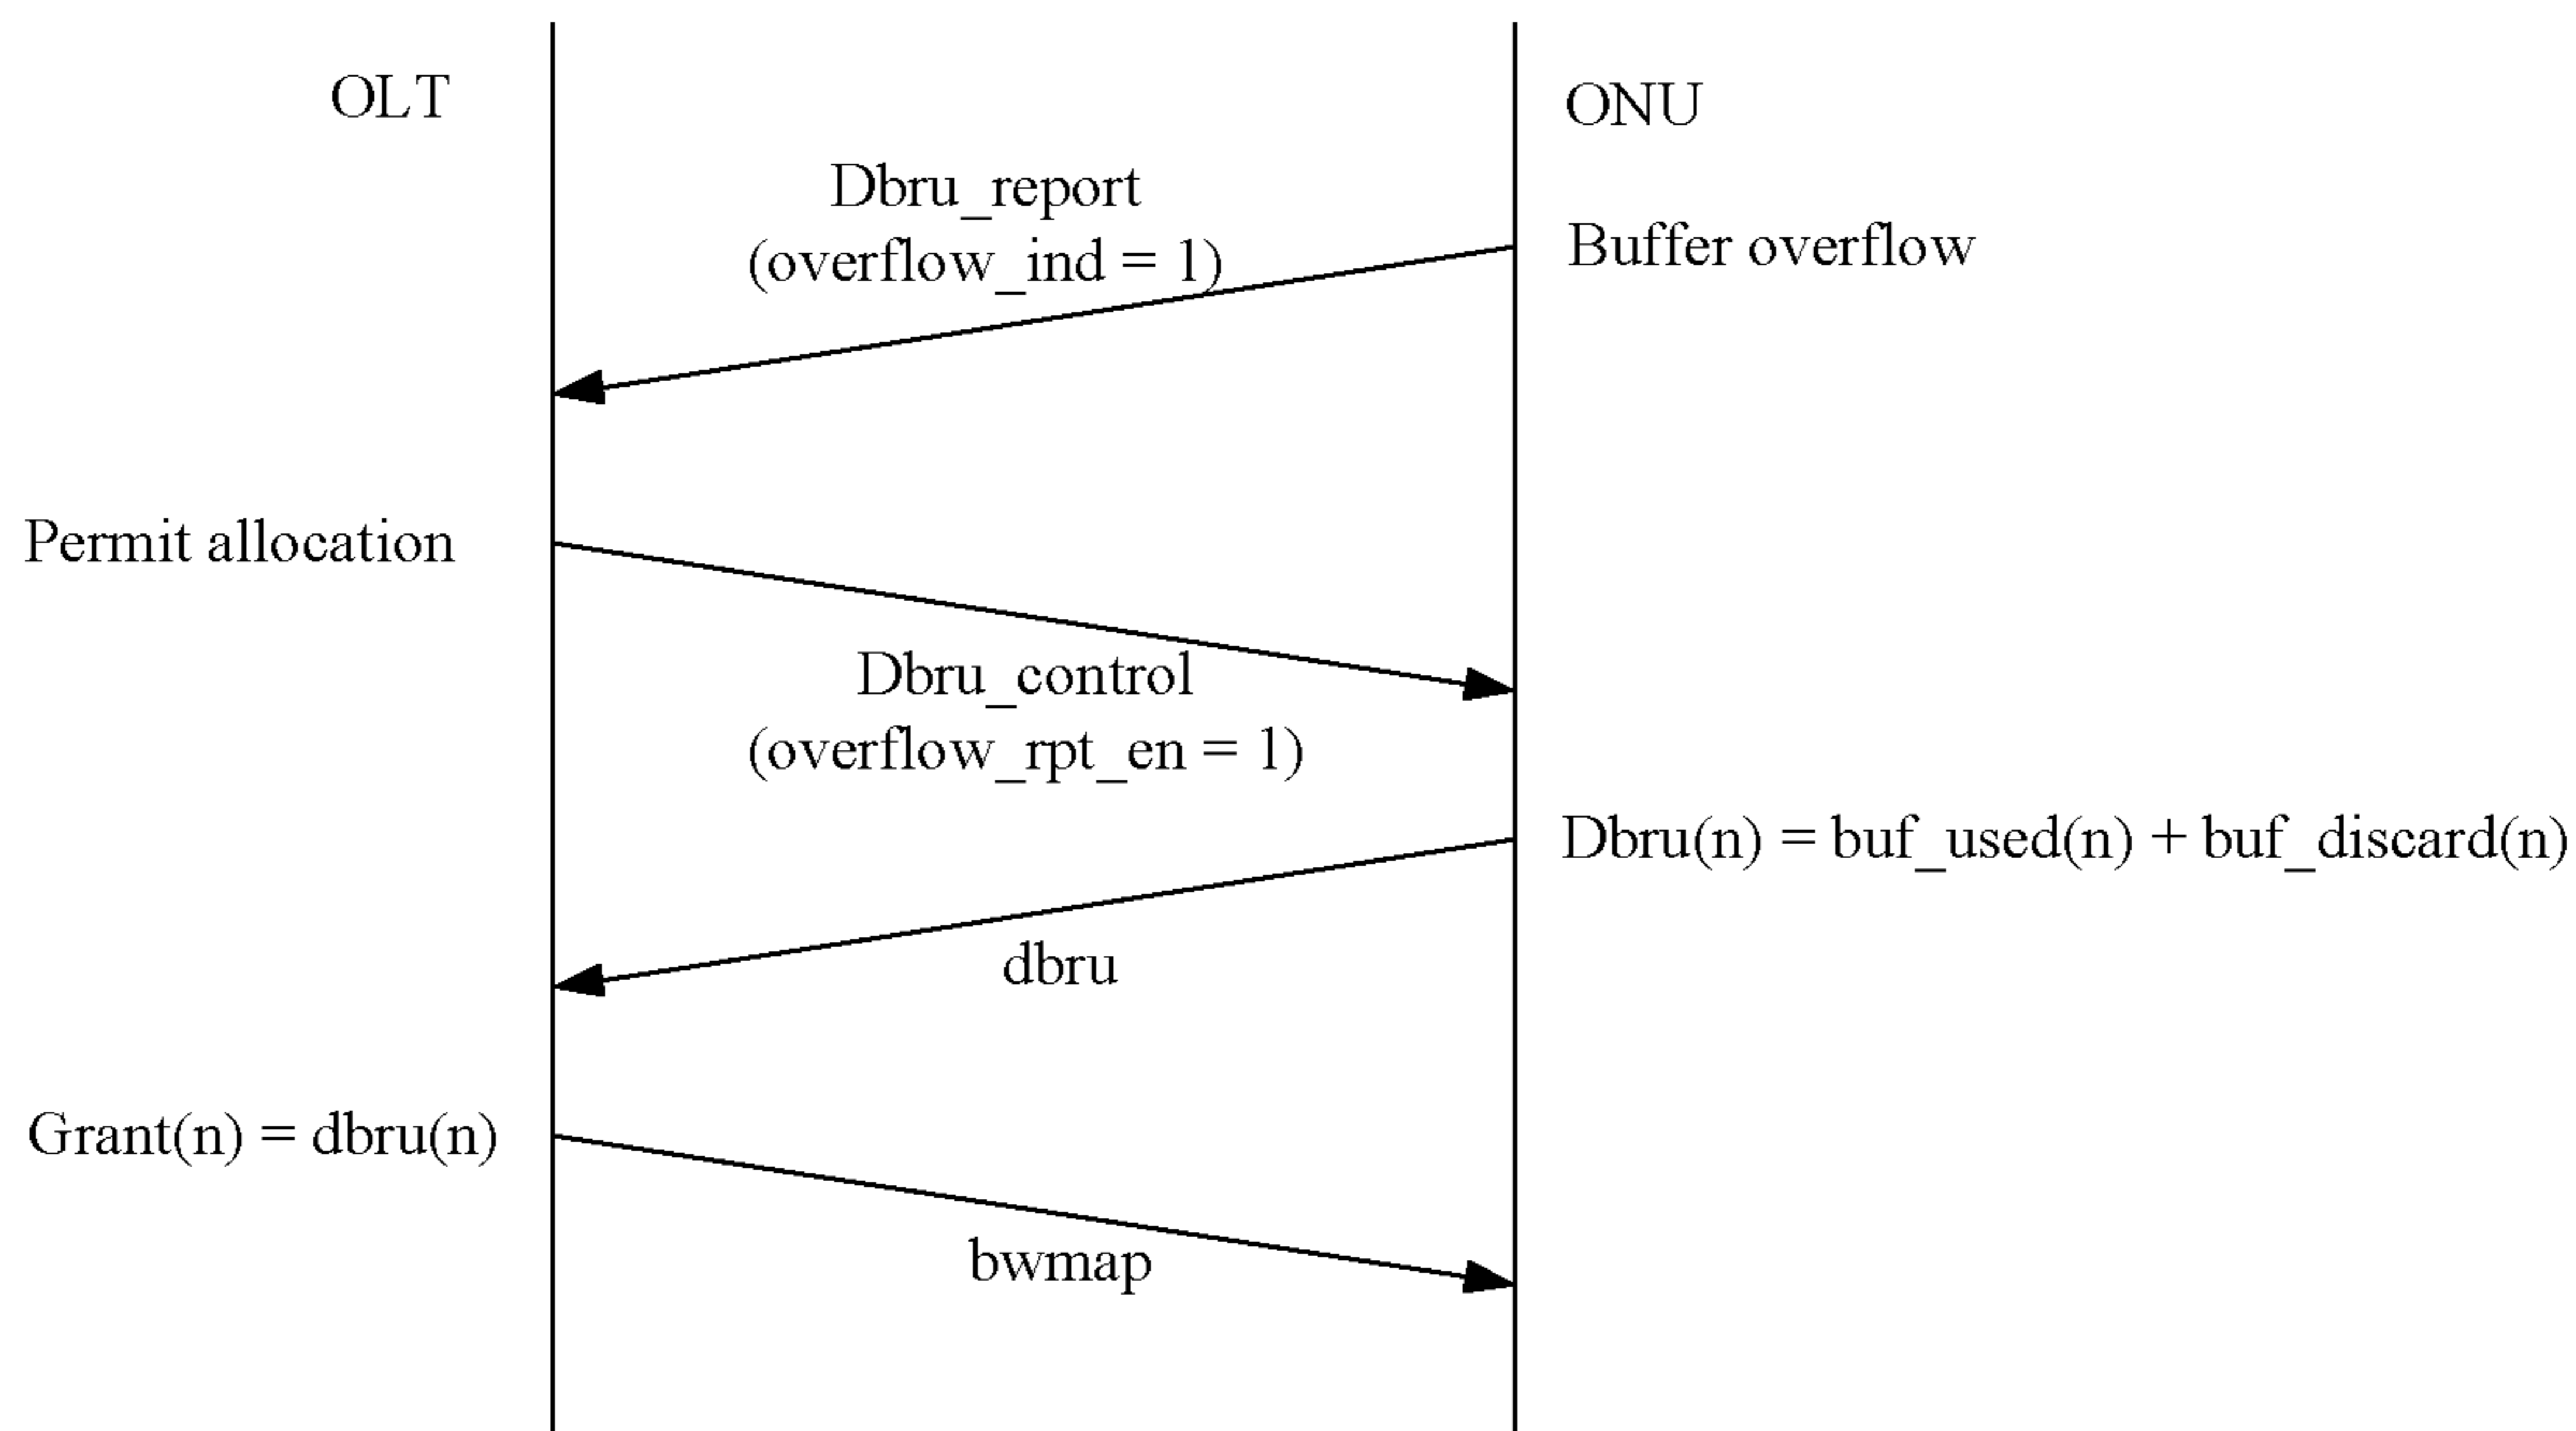 OLT
ONU
Dbru_report
(overflow_ind = 1)
Buffer overflow
Permit allocation
Dbru_control
(overflow_rpt_en = 1)
Dbru(n) = buf_used(n) + buf_discard(n)
dbru
Grant(n) = dbru(n)
bwmap